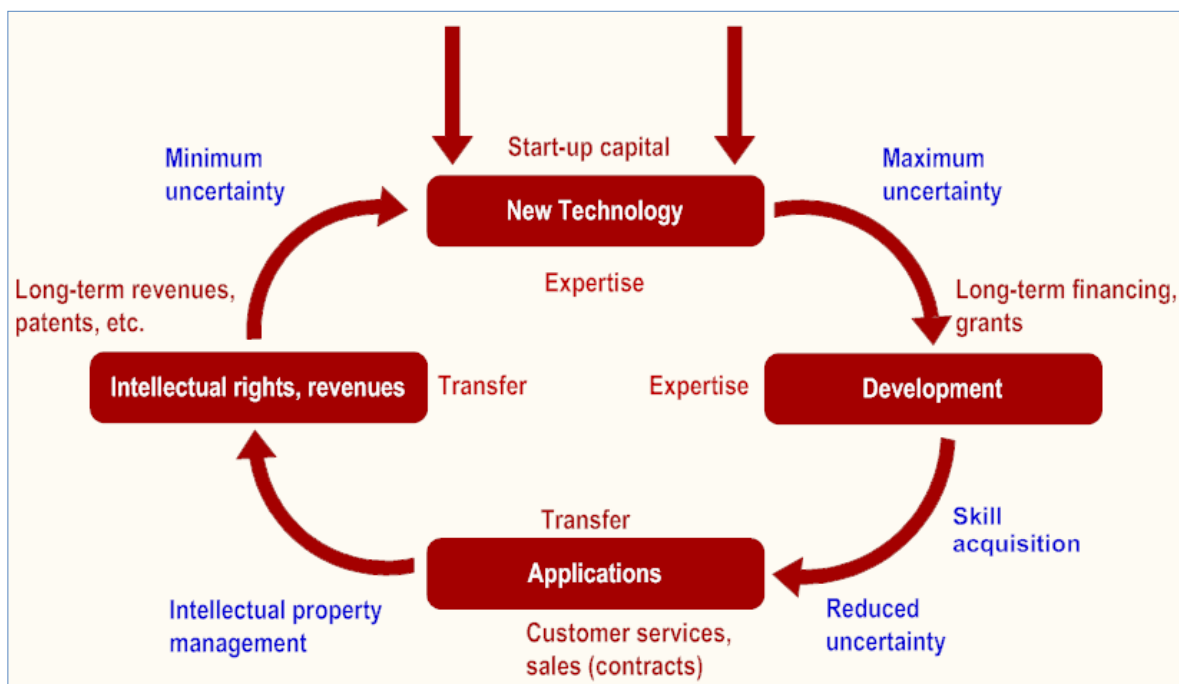 Start-up capital
Minimum
uncertainty
Maximum
uncertainty
New Technology
Expertise
Long-term revenues,
patents, etc.
Long-term financing,
grants
Intellectual rights, revenues
Transfer
Expertise
Development
Transfer
Skill
acquisition
Applications
Intellectual property
management
Reduced
uncertainty
Customer services,
sales (contracts)